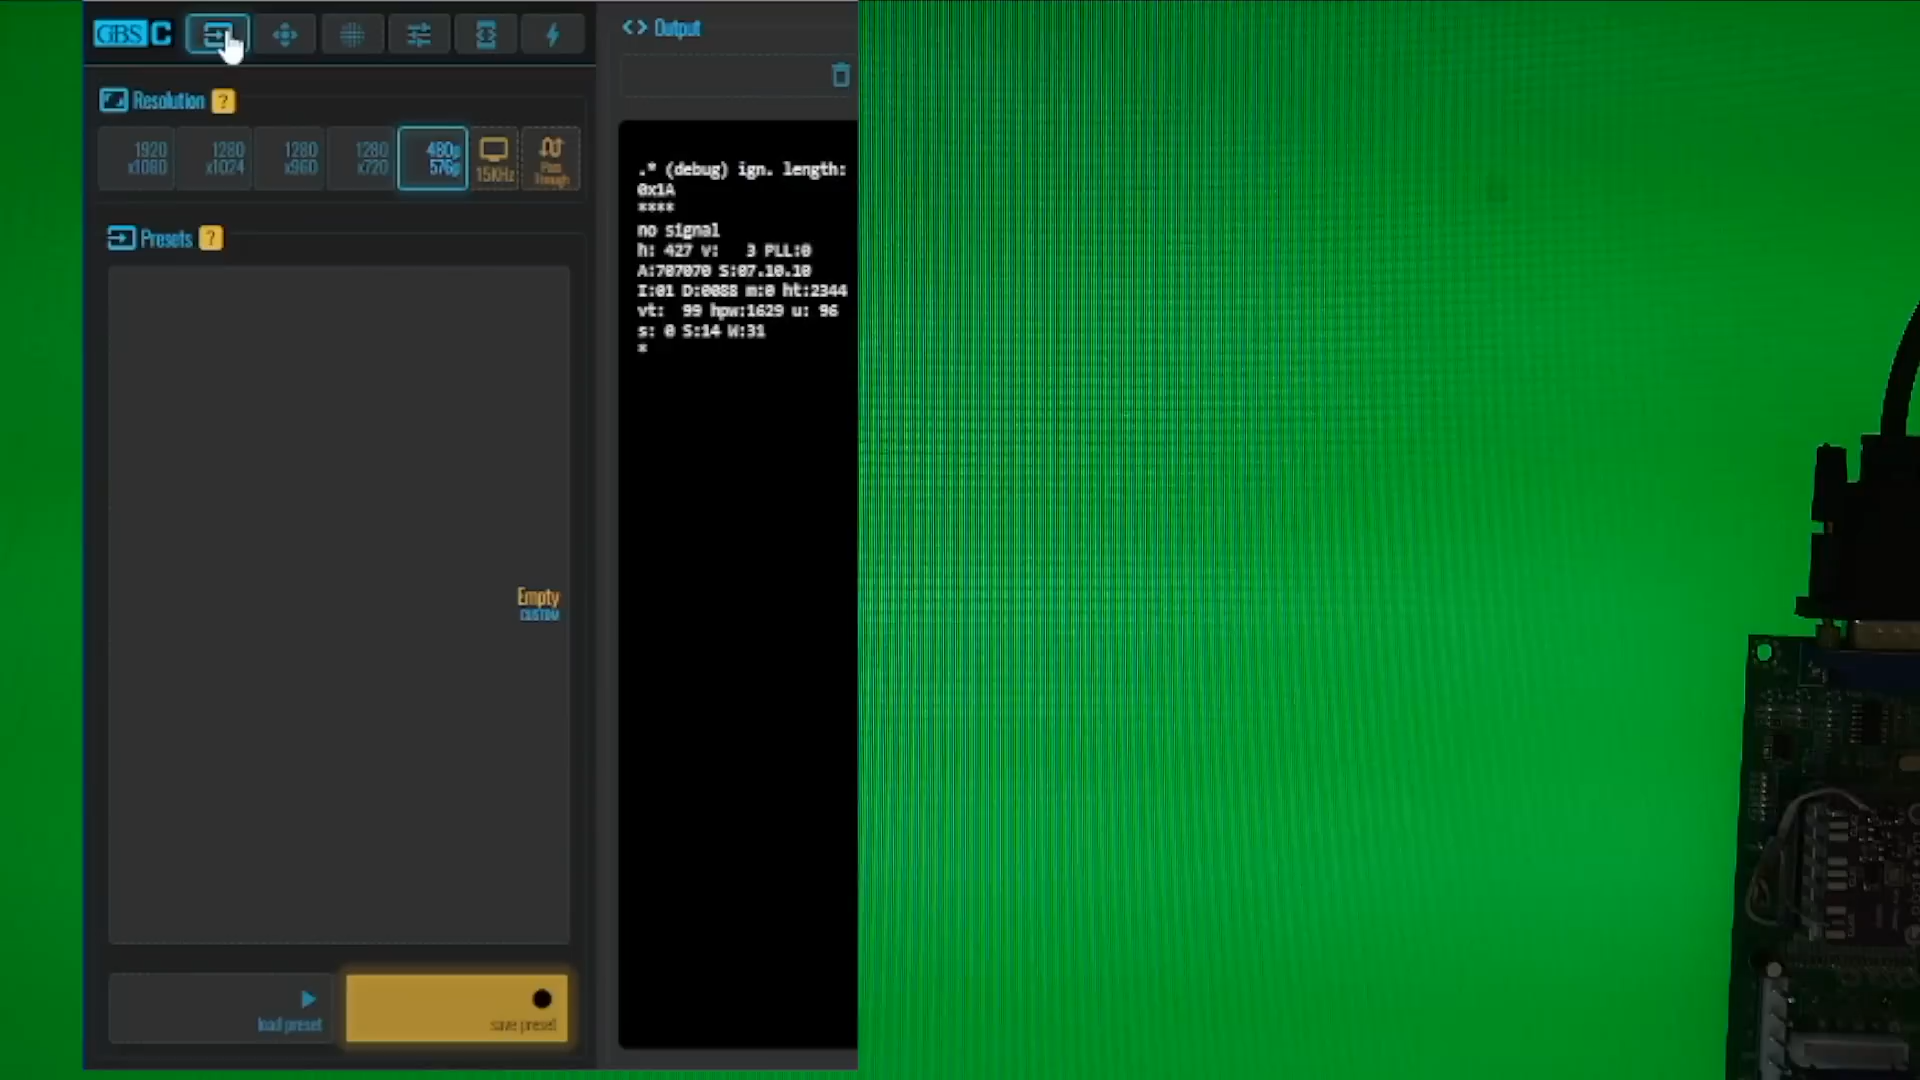 GBS C
Resolution ?
1920
x1080
1280
x1024
1280
x960
1280
x720
480p
576p
15KHz
Pass
Through
Presets ?
Empty
CUSTOM
load preset
save preset
<> Output
.* (debug) ign. length:
0x1A
****
no signal
h: 427 v:   3 PLL:0
A:707070 S:07.10.10
I:01 D:0088 m:0 ht:2344
vt:  99 hpw:1629 u: 96
s: 0 S:14 W:31
*